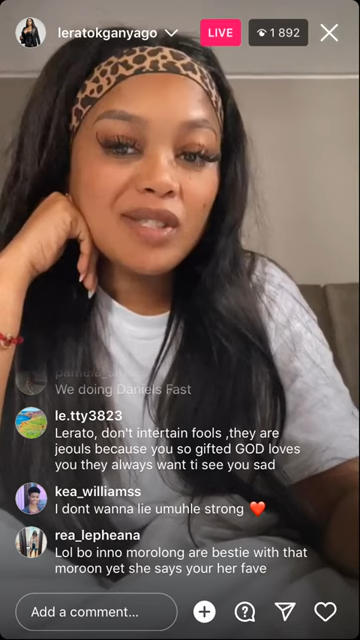 leratokganyago
LIVE
1 892
We doing Daniels Fast
le.tty3823
Lerato, don't intertain fools ,they are
jeouls because you so gifted GOD loves
you they always want ti see you sad
kea_williamss
I dont wanna lie umuhle strong ❤️
rea_lepheana
Lol bo inno morolong are bestie with that
moroon yet she says your her fave
Add a comment...